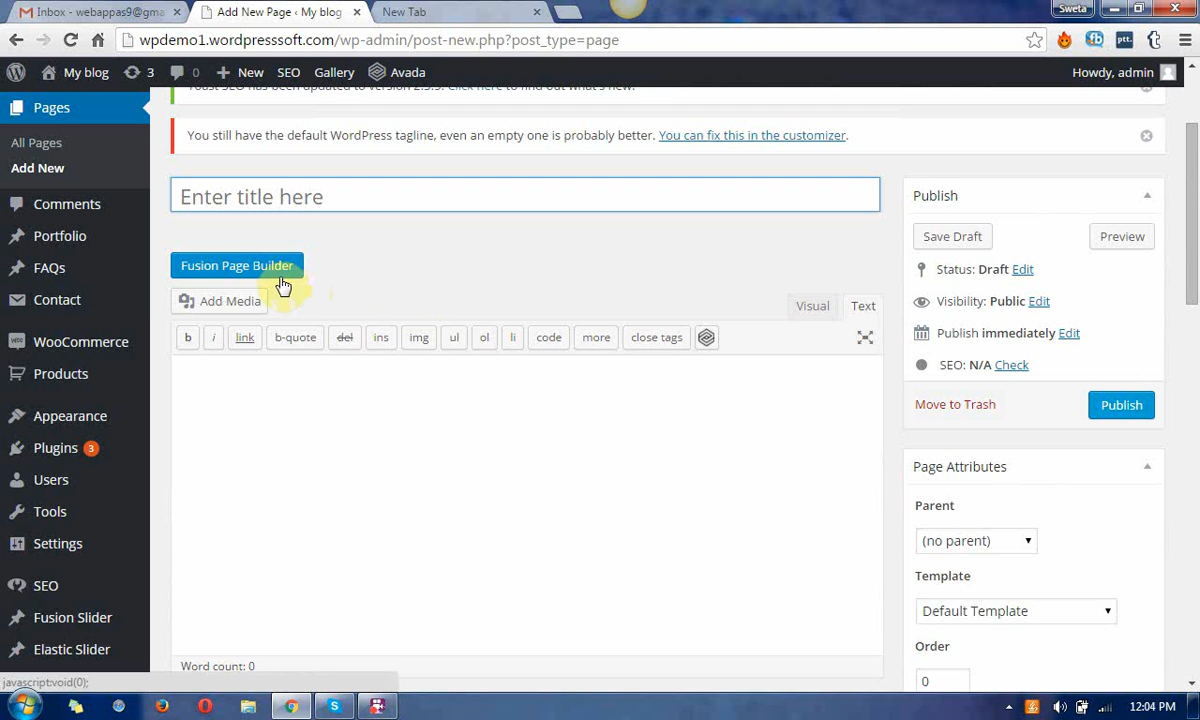 Inbox - webappas9@gma
Add New Page ‹ My blog
New Tab
Sweta
wpdemo1.wordpresssoft.com/wp-admin/post-new.php?post_type=page
ptt.
My blog 3 0 New SEO Gallery Avada
Howdy, admin
Pages
All Pages
Add New
Comments
Portfolio
FAQs
Contact
WooCommerce
Products
Appearance
Plugins 3
Users
Tools
Settings
SEO
Fusion Slider
Elastic Slider
Yoast SEO has been updated to version 2.3.5. Click here to find out what's new.
You still have the default WordPress tagline, even an empty one is probably better. You can fix this in the customizer.
Enter title here
Fusion Page Builder
Add Media
Visual Text
b i link b-quote del ins img ul ol li code more close tags
Word count: 0
Publish
Save Draft Preview
Status: Draft Edit
Visibility: Public Edit
Publish immediately Edit
SEO: N/A Check
Move to Trash Publish
Page Attributes
Parent
(no parent)
Template
Default Template
Order
0
javascript:void(0);
12:04 PM